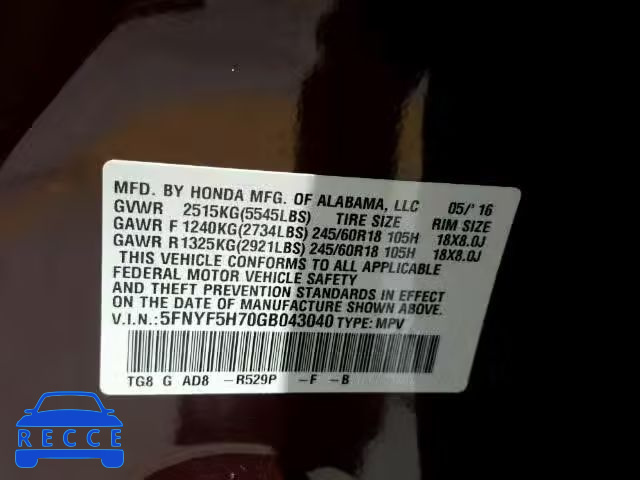 MFD. BY HONDA MFG. OF ALABAMA, LLC 05/'16
GVWR 2515KG(5545LBS) TIRE SIZE RIM SIZE
GAWR F 1240KG(2734LBS) 245/60R18 105H 18X8.0J
GAWR R1325KG(2921LBS) 245/60R18 105H 18X8.0J
THIS VEHICLE CONFORMS TO ALL APPLICABLE
FEDERAL MOTOR VEHICLE SAFETY
AND THEFT PREVENTION STANDARDS IN EFFECT
ON THE DATE OF MANUFACTURE SHOWN ABOVE.
V.I.N.:5FNYF5H70GB043040 TYPE: MPV
TG8 G AD8 -R529P -F -B